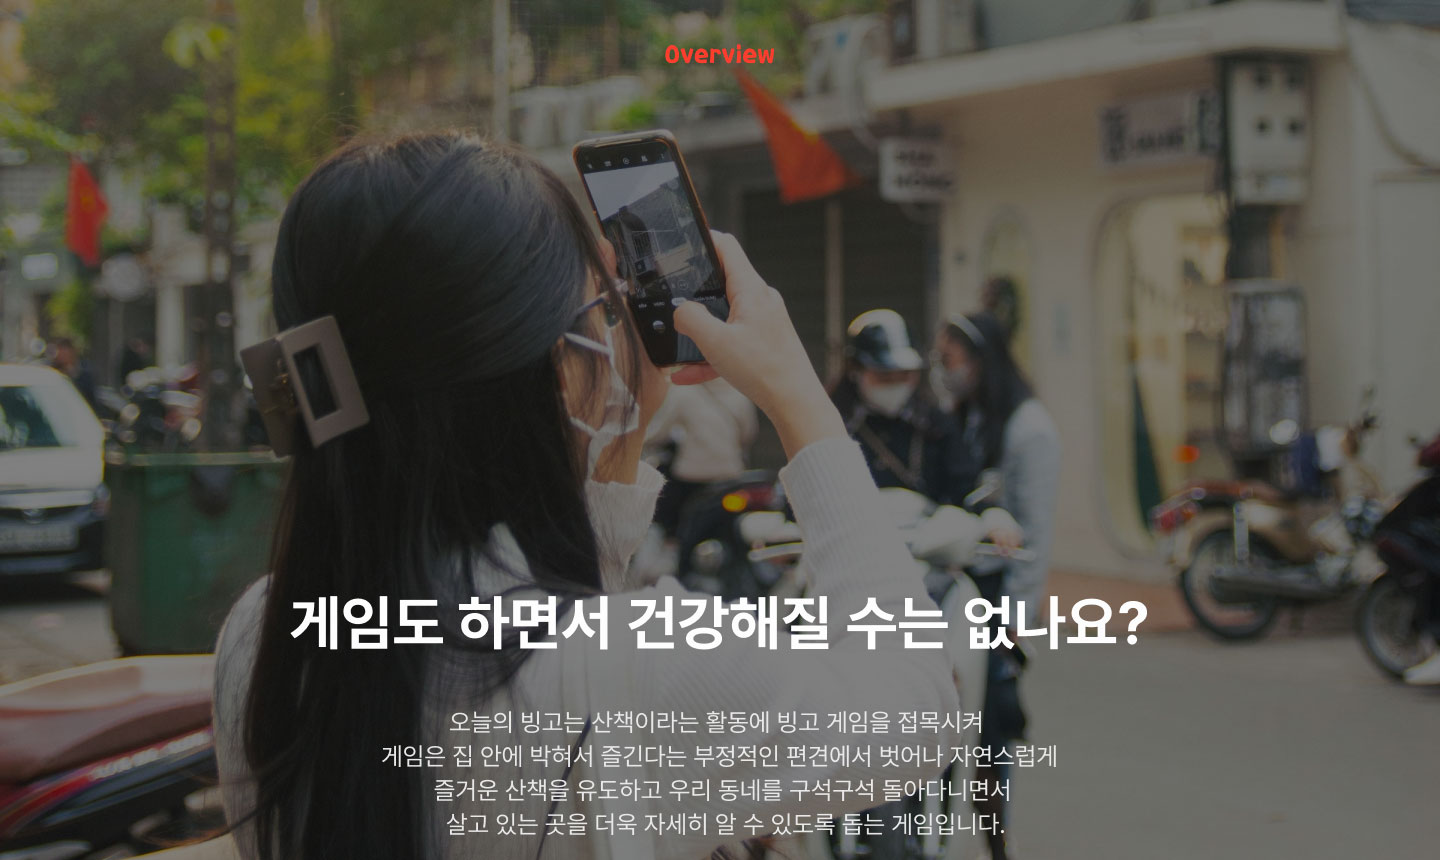 Overview
게임도 하면서 건강해질 수는 없나요?
오늘의 빙고는 산책이라는 활동에 빙고 게임을 접목시켜
게임은 집 안에 박혀서 즐긴다는 부정적인 편견에서 벗어나 자연스럽게
즐거운 산책을 유도하고 우리 동네를 구석구석 돌아다니면서
살고 있는 곳을 더욱 자세히 알 수 있도록 돕는 게임입니다.